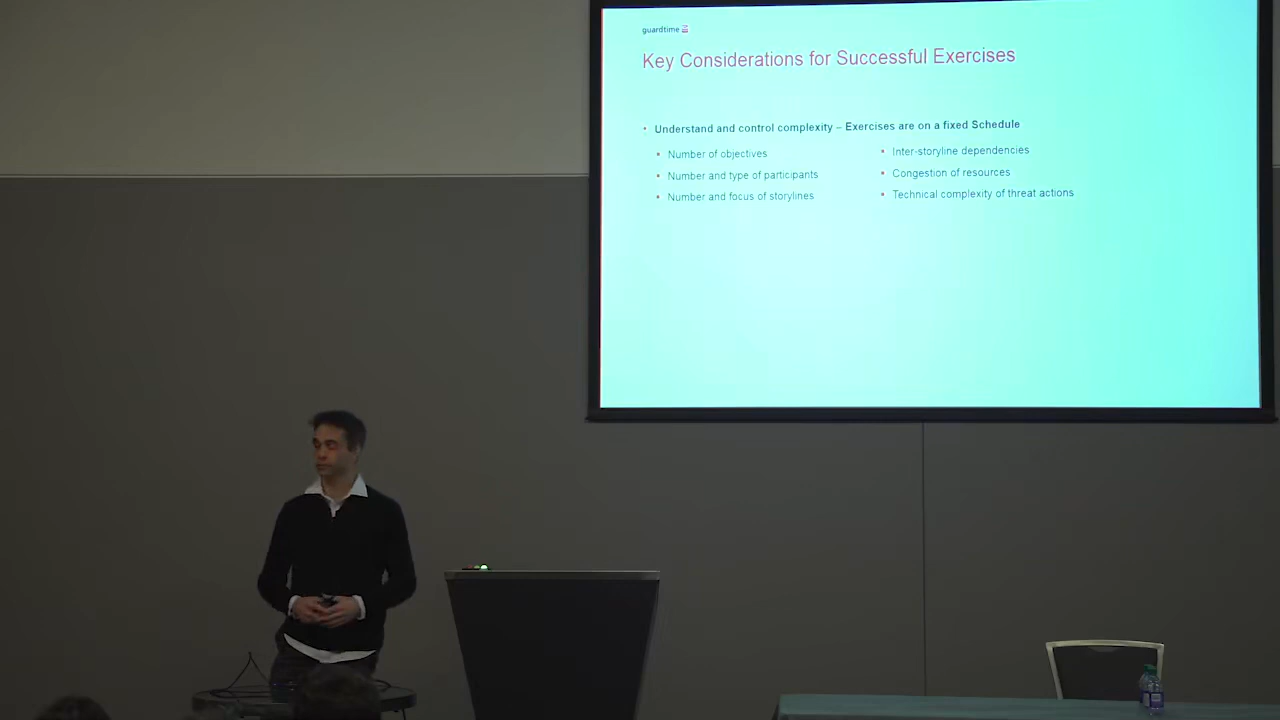 guardtime
Key Considerations for Successful Exercises
• Understand and control complexity – Exercises are on a fixed Schedule
• Number of objectives
• Number and type of participants
• Number and focus of storylines
• Inter-storyline dependencies
• Congestion of resources
• Technical complexity of threat actions